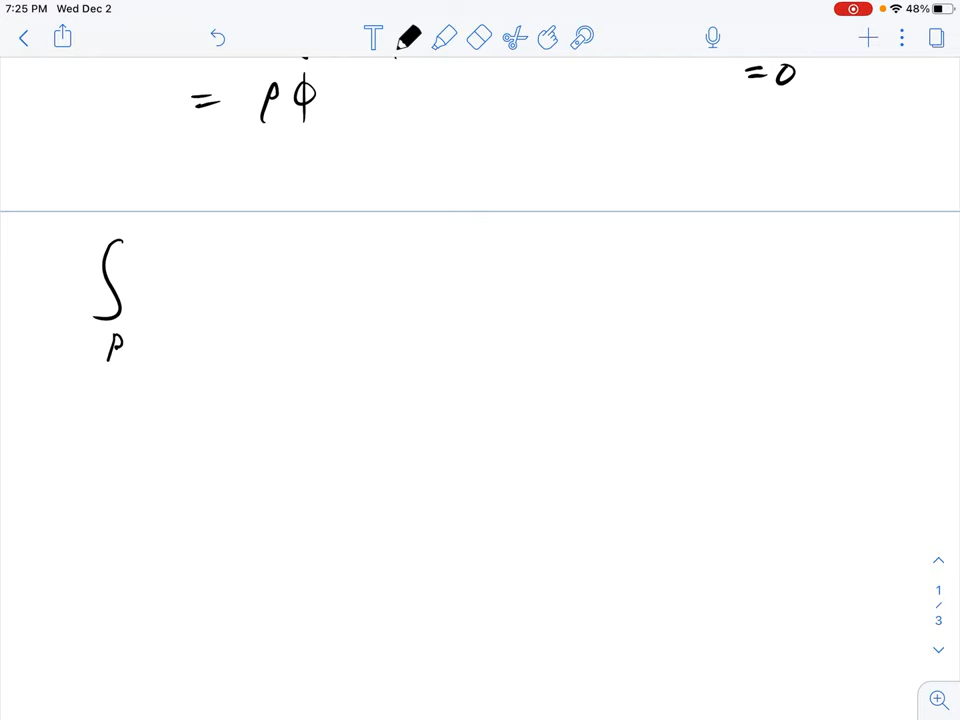 7:25 PM Wed Dec 2 48%
T
= 0
= ρ ϕ
∫
P
1
/
3